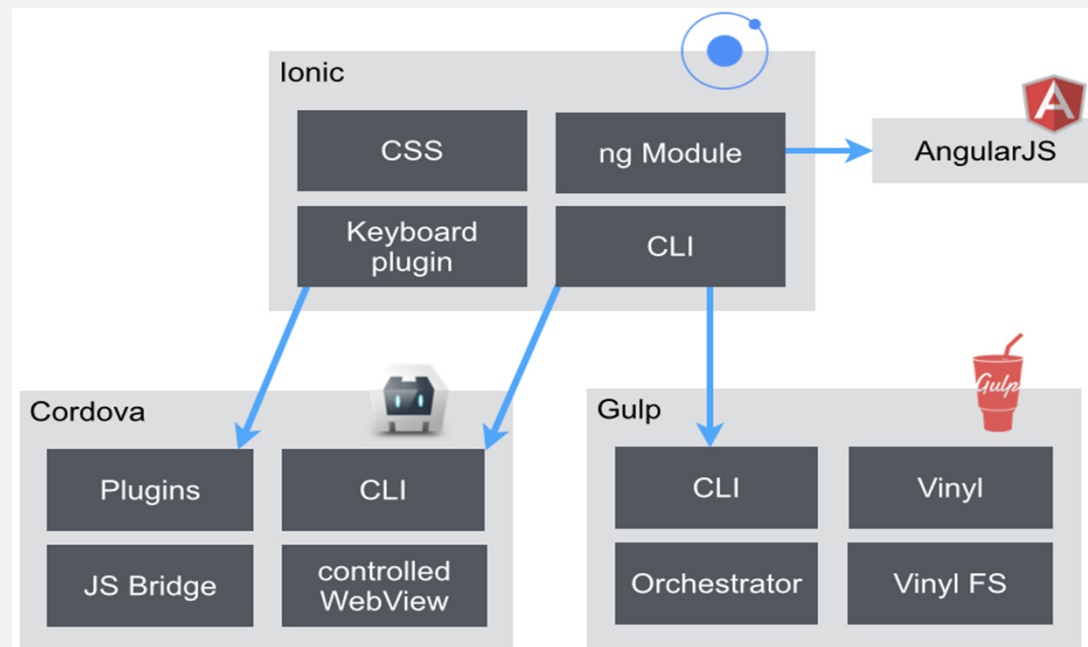 Ionic
CSS
ng Module
AngularJS
Keyboard
plugin
CLI
Cordova
Plugins
CLI
JS Bridge
controlled
WebView
Gulp
Gulp
CLI
Vinyl
Orchestrator
Vinyl FS